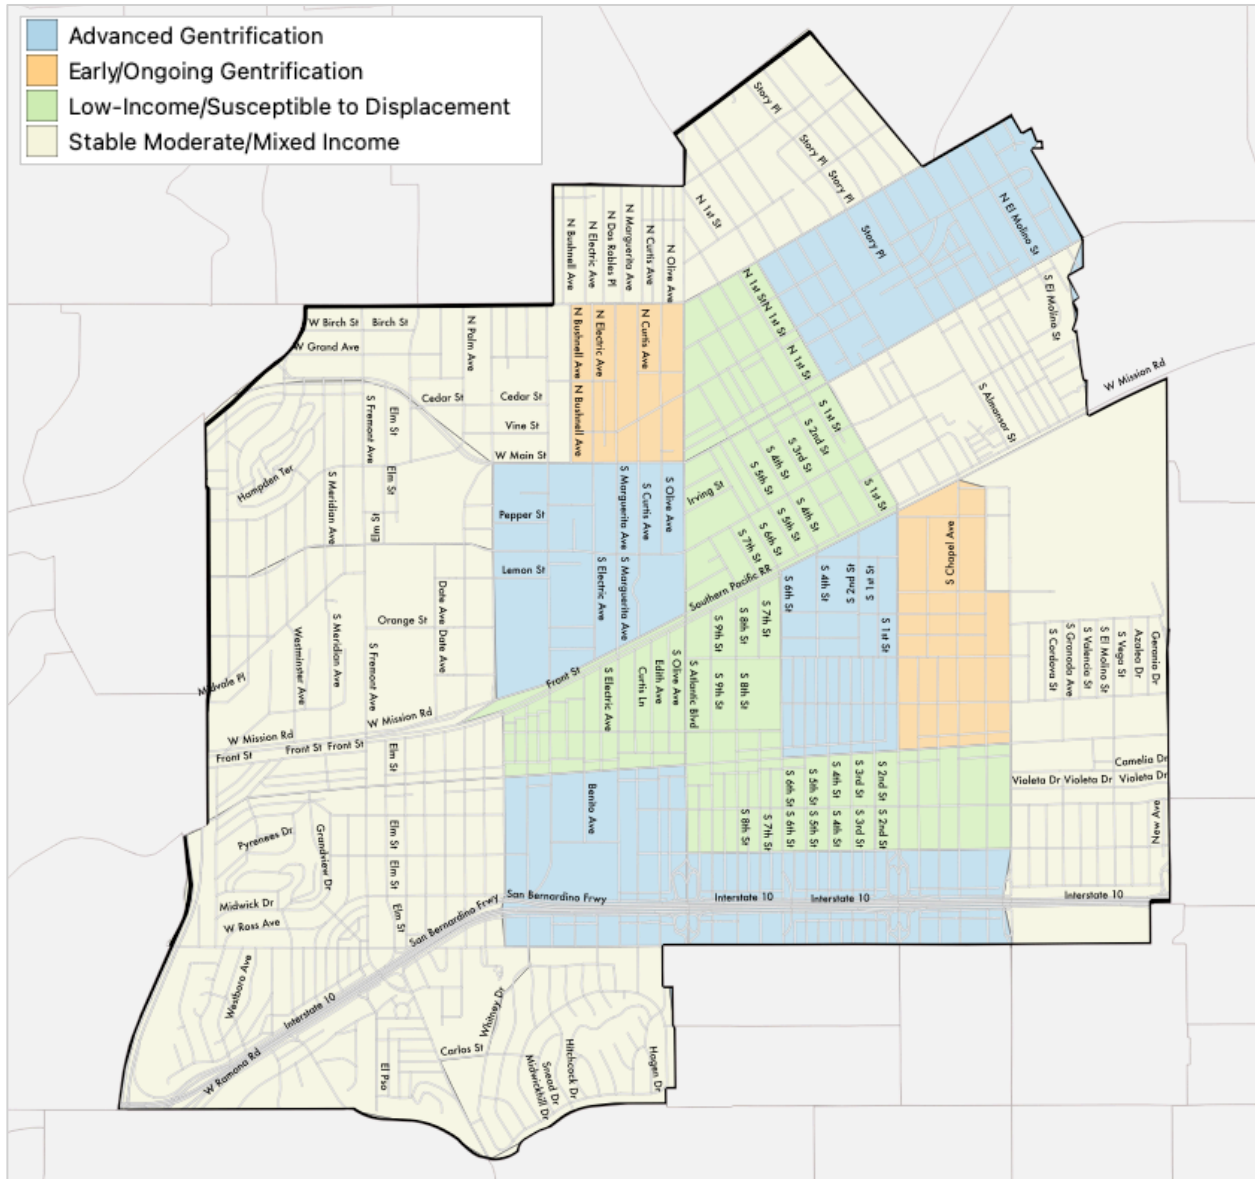 Advanced Gentrification
Early/Ongoing Gentrification
Low-Income/Susceptible to Displacement
Stable Moderate/Mixed Income
Story Pl
Story Pl
Story Pl
N 1st St
Story Pl
N El Molino St
N Bushnell Ave
N Electric Ave
N Dos Robles Pl
N Marguerita Ave
N Curtis Ave
N Olive Ave
S El Molino St
W Birch St
Birch St
W Grand Ave
N Palm Ave
N Bushnell Ave
N Electric Ave
N Curtis Ave
N 1st St
N 1st St
N 1st St
W Mission Rd
Cedar St
Cedar St
S Fremont Ave
Elm St
N Bushnell Ave
Vine St
W Main St
S 1st St
S 2nd St
S 3rd St
S 4th St
S 5th St
S Almansor St
Hampden Ter
S Meridian Ave
Elm St
Elm St
Pepper St
S Marguerita Ave
S Curtis Ave
S Olive Ave
Irving St
S 1st St
S 4th St
S 5th St
S 6th St
S 7th St
S Chapel Ave
Lemon St
S Electric Ave
S Marguerita Ave
Southern Pacific RR
S 6th St
S 4th St
S 2nd St
S 1st St
S 1st St
Date Ave
Date Ave
Orange St
Westminster Ave
S Meridian Ave
S Fremont Ave
Midvale Pl
S 9th St
S 8th St
S 7th St
S Cordova St
S Granada Ave
S Valencia St
S El Molino St
S Vega St
Azalea Dr
Geranio Dr
Front St
S Electric Ave
Curtis Ln
Edith Ave
S Olive Ave
S Atlantic Blvd
S 9th St
S 8th St
W Mission Rd
W Mission Rd
Front St
Front St
Front St
Elm St
Camelia Dr
Violeta Dr
Violeta Dr
Violeta Dr
S 6th St
S 5th St
S 4th St
S 3rd St
S 2nd St
Benito Ave
S 8th St
S 7th St
S 6th St
S 5th St
S 4th St
S 3rd St
S 2nd St
New Ave
Pyrenees Dr
Grandview Dr
Elm St
Elm St
Elm St
Midwick Dr
W Ross Ave
San Bernardino Frwy
San Bernardino Frwy
Interstate 10
Interstate 10
Interstate 10
Westboro Ave
Interstate 10
W Ramona Rd
Whitney Dr
Carlos St
El Pso
Hitchcock Dr
Snead Dr
Midwickhill Dr
Hagen Dr